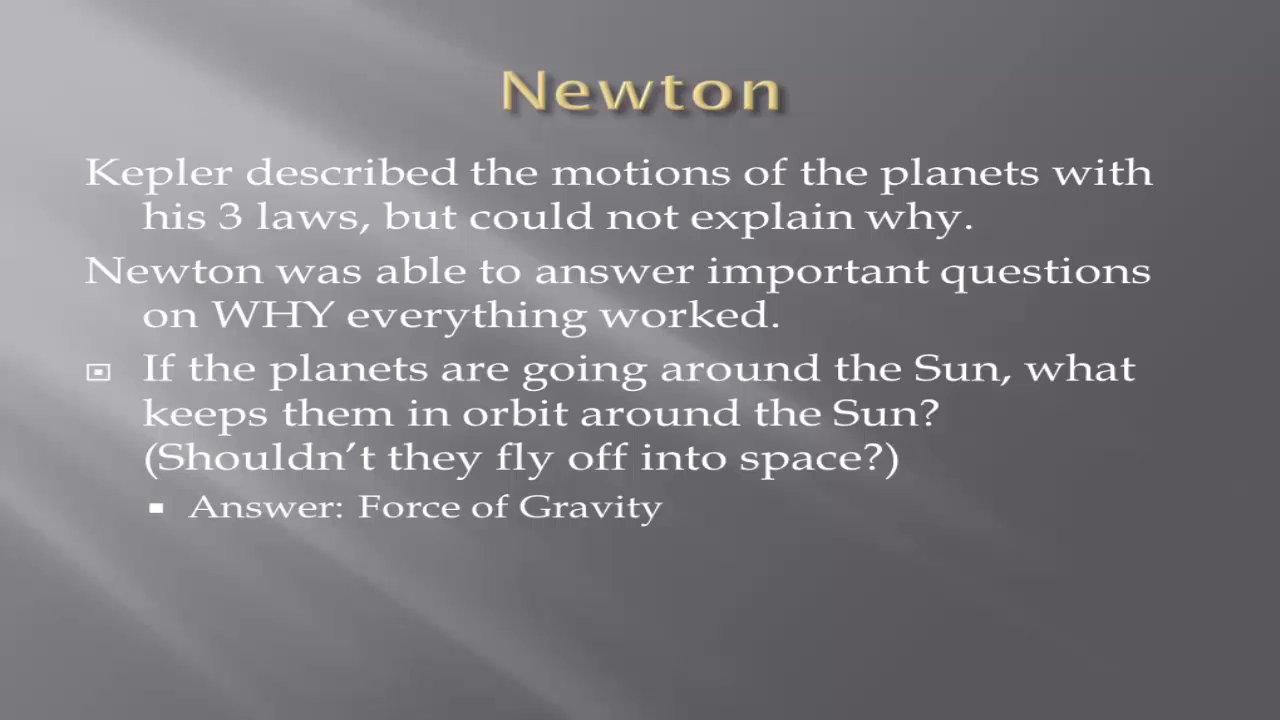 Newton
Kepler described the motions of the planets with
his 3 laws, but could not explain why.
Newton was able to answer important questions
on WHY everything worked.
If the planets are going around the Sun, what
keeps them in orbit around the Sun?
(Shouldn’t they fly off into space?)
Answer: Force of Gravity